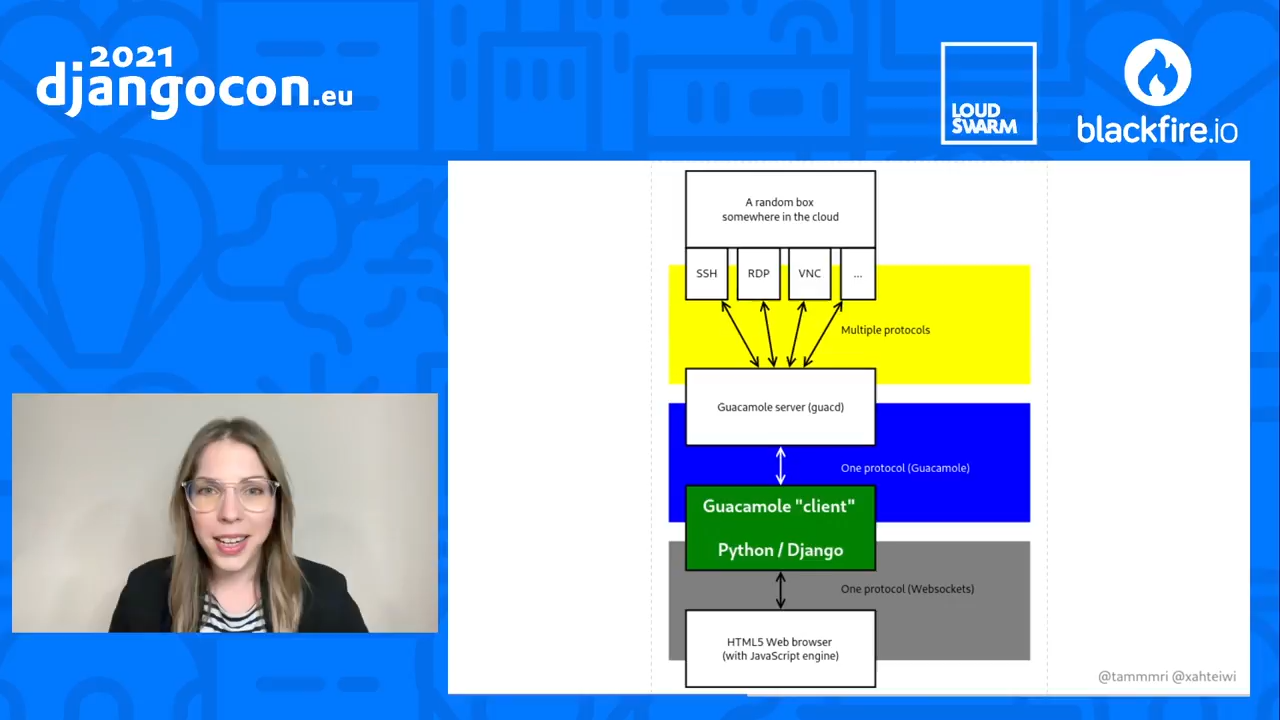 2021
djangocon.eu
LOUD
SWARM
blackfire.io
A random box
somewhere in the cloud
SSH
RDP
VNC
...
Multiple protocols
Guacamole server (guacd)
One protocol (Guacamole)
Guacamole "client"
Python / Django
One protocol (Websockets)
HTML5 Web browser
(with JavaScript engine)
@tammmri @xahteiwi